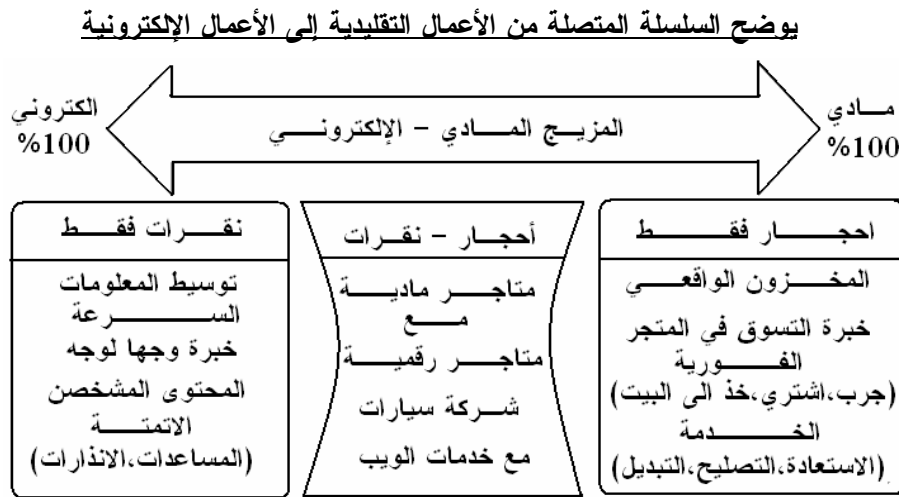 يوضح السلسلة المتصلة من الأعمال التقليدية إلى الأعمال الإلكترونية
مادي
100%
المزيج المادي - الإلكتروني
الكتروني
100%
احجار فقط
المخزون الواقعي
خبرة التسوق في المتجر
الفورية
(جرب،اشتري،خذ الى البيت)
الخدمة
(الاستعادة،التصليح،التبديل)
أحجار - نقرات
متاجر مادية
مع
متاجر رقمية
شركة سيارات
مع خدمات الويب
نقرات فقط
توسيط المعلومات
السرعة
خبرة وجها لوجه
المحتوى المشخصن
الاتمتة
(المساعدات،الانذارات)